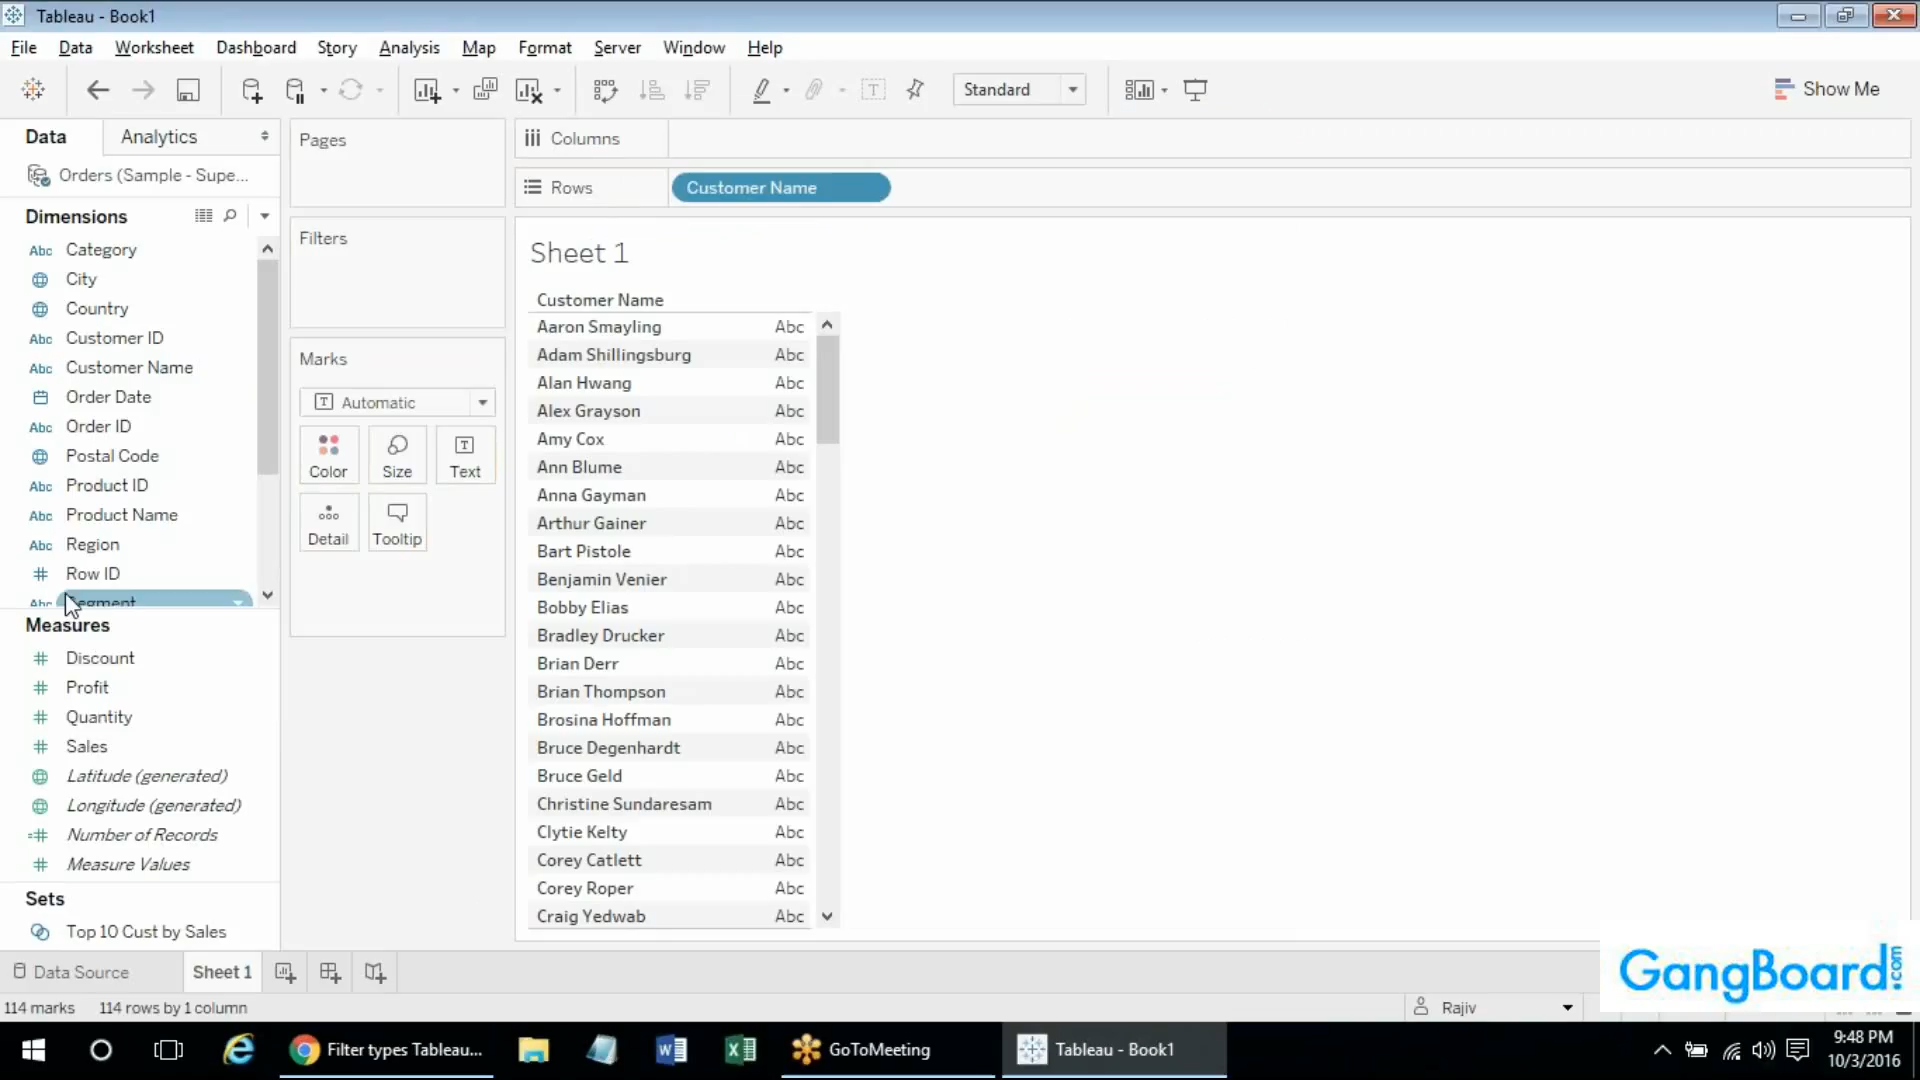 Tableau - Book1
File Data Worksheet Dashboard Story Analysis Map Format Server Window Help
Standard
Show Me
Data
Analytics
Orders (Sample - Supe...
Dimensions
Abc Category
City
Country
Abc Customer ID
Abc Customer Name
Order Date
Abc Order ID
Postal Code
Abc Product ID
Abc Product Name
Abc Region
# Row ID
Abc Segment
Measures
# Discount
# Profit
# Quantity
# Sales
Latitude (generated)
Longitude (generated)
=# Number of Records
# Measure Values
Sets
Top 10 Cust by Sales
Pages
Filters
Marks
T Automatic
Color
Size
T Text
Detail
Tooltip
Columns
Rows
Customer Name
Sheet 1
Customer Name
Aaron Smayling Abc
Adam Shillingsburg Abc
Alan Hwang Abc
Alex Grayson Abc
Amy Cox Abc
Ann Blume Abc
Anna Gayman Abc
Arthur Gainer Abc
Bart Pistole Abc
Benjamin Venier Abc
Bobby Elias Abc
Bradley Drucker Abc
Brian Derr Abc
Brian Thompson Abc
Brosina Hoffman Abc
Bruce Degenhardt Abc
Bruce Geld Abc
Christine Sundaresam Abc
Clytie Kelty Abc
Corey Catlett Abc
Corey Roper Abc
Craig Yedwab Abc
GangBoard.com
Data Source
Sheet 1
114 marks 114 rows by 1 column
Rajiv
Filter types Tableau...
GoToMeeting
Tableau - Book1
9:48 PM
10/3/2016